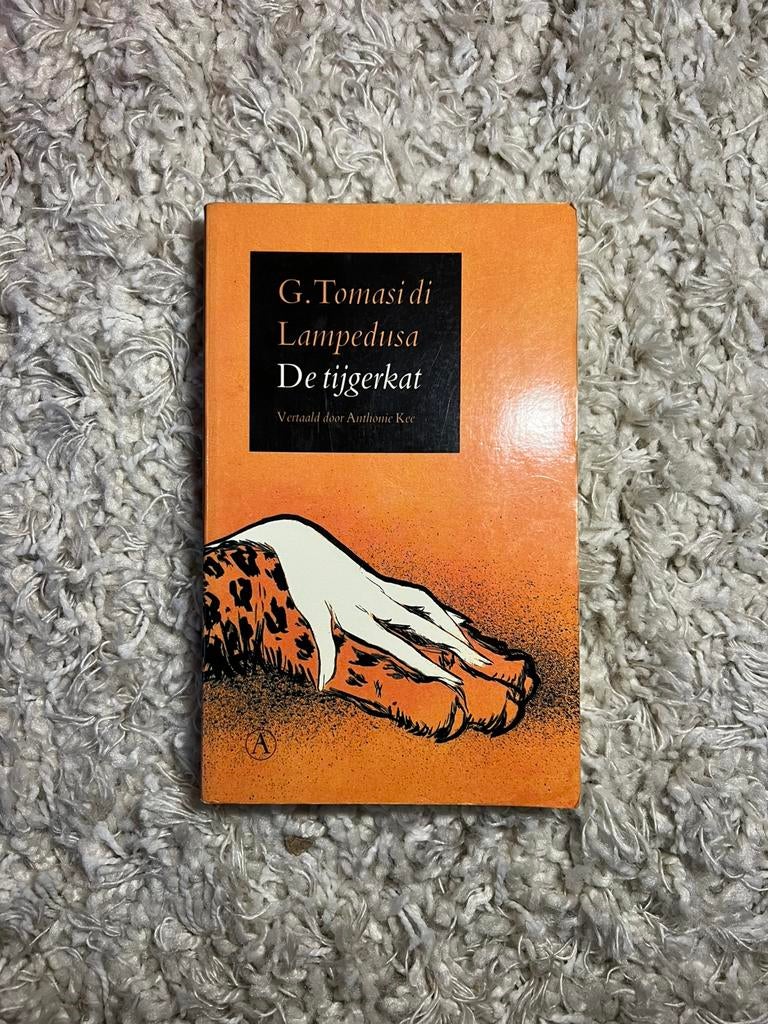 G. Tomasi di
Lampedusa
De tijgerkat
Vertaald door Anthonie Kee
A